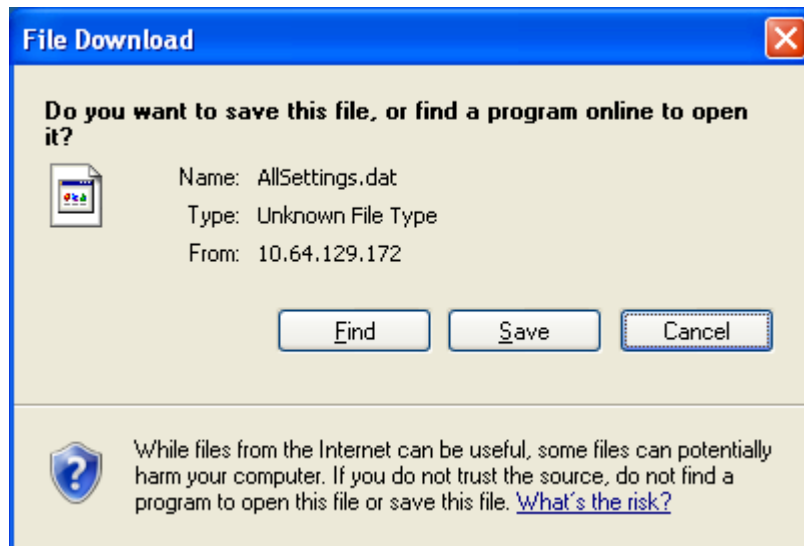 File Download
Do you want to save this file, or find a program online to open
it?
Name: AllSettings.dat
Type: Unknown File Type
From: 10.64.129.172
Find Save Cancel
While files from the Internet can be useful, some files can potentially
harm your computer. If you do not trust the source, do not find a
program to open this file or save this file. What's the risk?